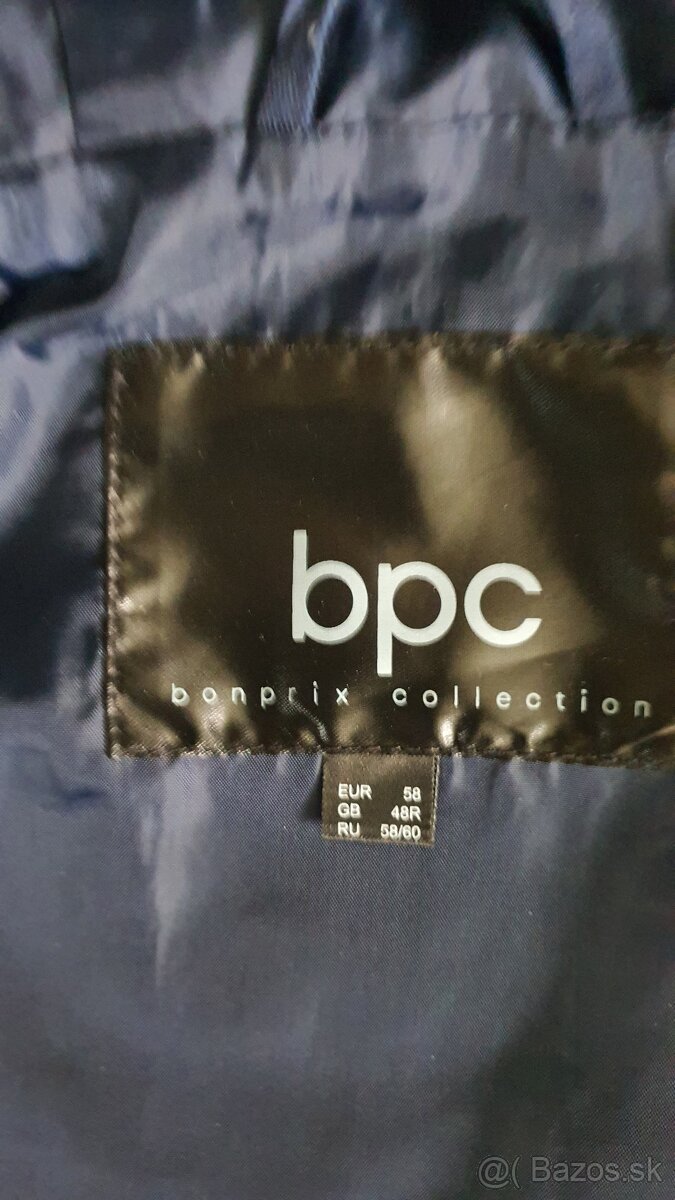 bpc
bonprix collection
EUR 58
GB 48R
RU 58/60
@( Bazos.sk